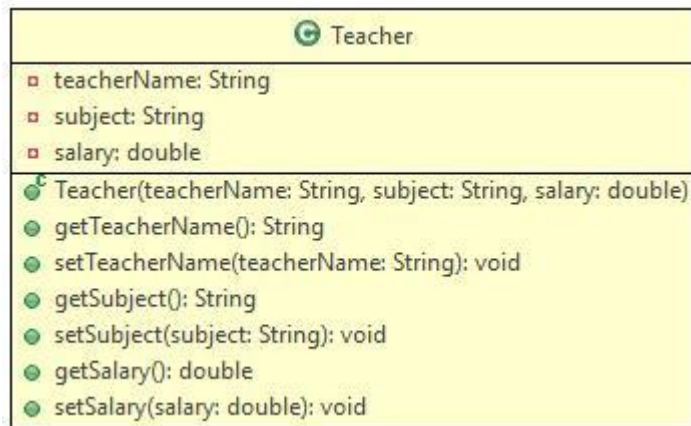 C Teacher
teacherName: String
subject: String
salary: double
C Teacher(teacherName: String, subject: String, salary: double)
getTeacherName(): String
setTeacherName(teacherName: String): void
getSubject(): String
setSubject(subject: String): void
getSalary(): double
setSalary(salary: double): void